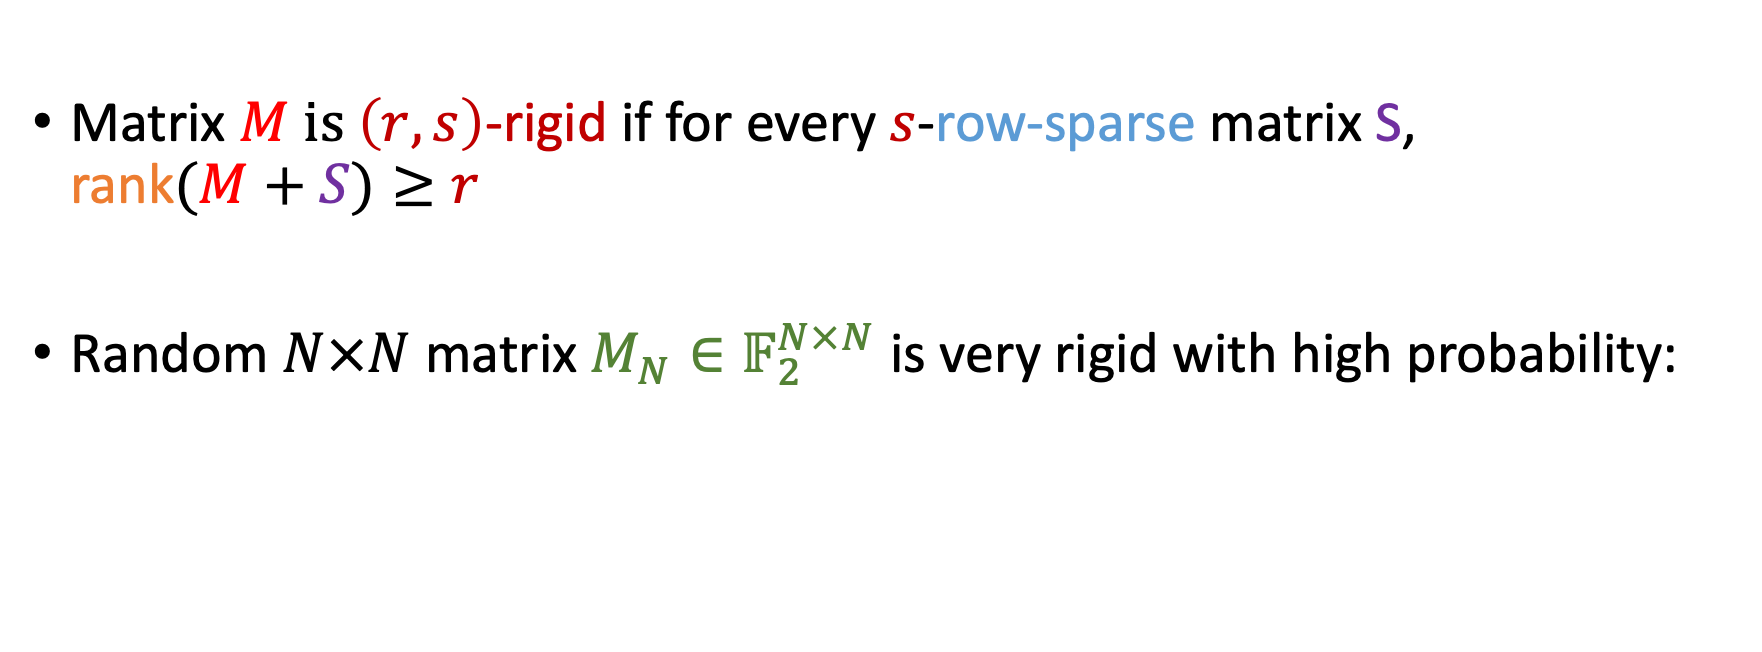 • Matrix 𝑀 is (𝑟, 𝑠)-rigid if for every 𝑠-row-sparse matrix S,
rank(𝑀 + 𝑆) ≥ 𝑟
• Random 𝑁×𝑁 matrix 𝑀_𝑁 ∈ 𝔽_2^{𝑁×𝑁} is very rigid with high probability: